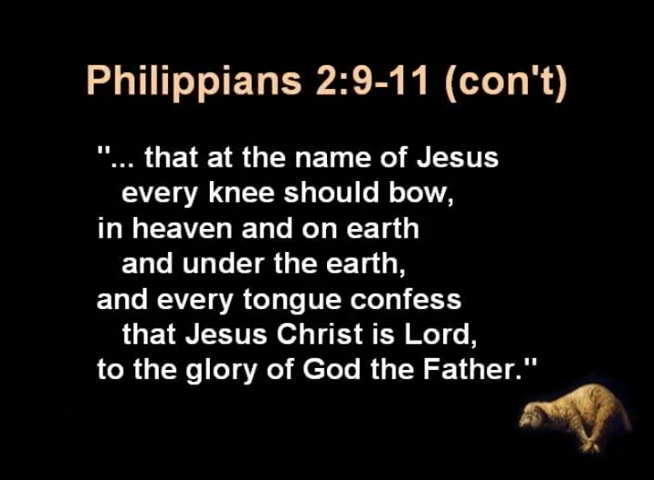 Philippians 2:9-11 (con't)
"... that at the name of Jesus
every knee should bow,
in heaven and on earth
and under the earth,
and every tongue confess
that Jesus Christ is Lord,
to the glory of God the Father."